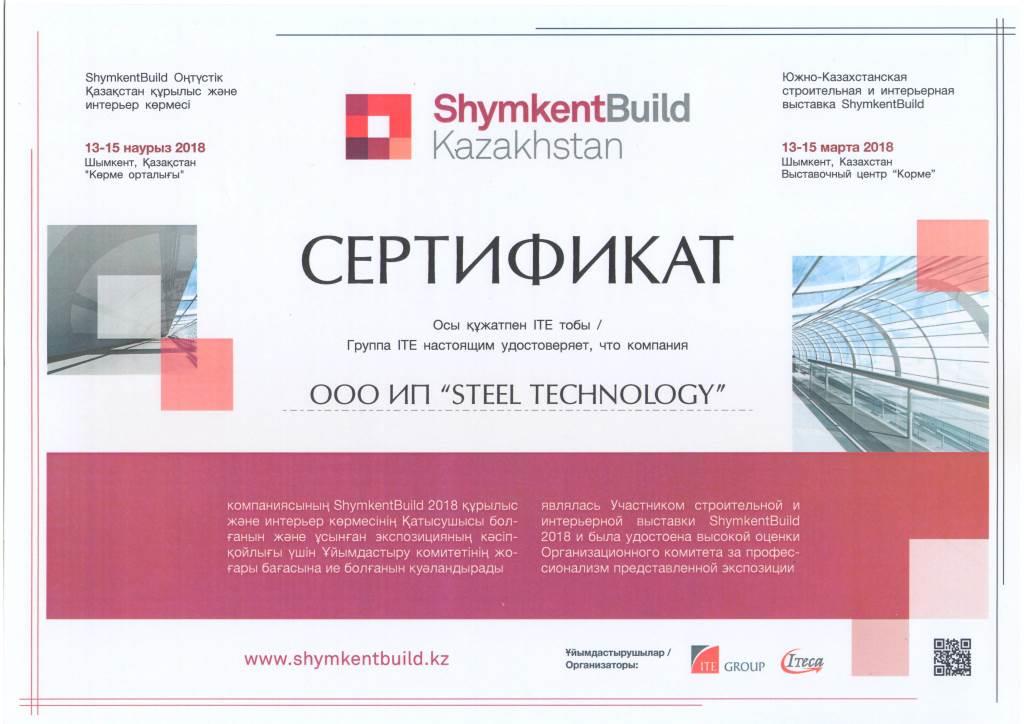 ShymkentBuild Оңтүстік
Қазақстан құрылыс және
интерьер көрмесі
13-15 наурыз 2018
Шымкент, Қазақстан
"Көрме орталығы"
ShymkentBuild
Kazakhstan
Южно-Казахстанская
строительная и интерьерная
выставка ShymkentBuild
13-15 марта 2018
Шымкент, Казахстан
Выставочный центр “Корме”
СЕРТИФИКАТ
Осы құжатпен ITE тобы /
Группа ITE настоящим удостоверяет, что компания
ООО ИП “STEEL TECHNOLOGY”
компаниясының ShymkentBuild 2018 құрылыс
және интерьер көрмесінің Қатысушысы бол-
ғанын және ұсынған экспозицияның кәсіп-
қойлығы үшін Ұйымдастыру комитетінің жо-
ғары бағасына ие болғанын куәландырады
являлась Участником строительной и
интерьерной выставки ShymkentBuild
2018 и была удостоена высокой оценки
Организационного комитета за профес-
сионализм представленной экспозиции
www.shymkentbuild.kz
Ұйымдастырушылар /
Организаторы:
ITE GROUP
Iteca